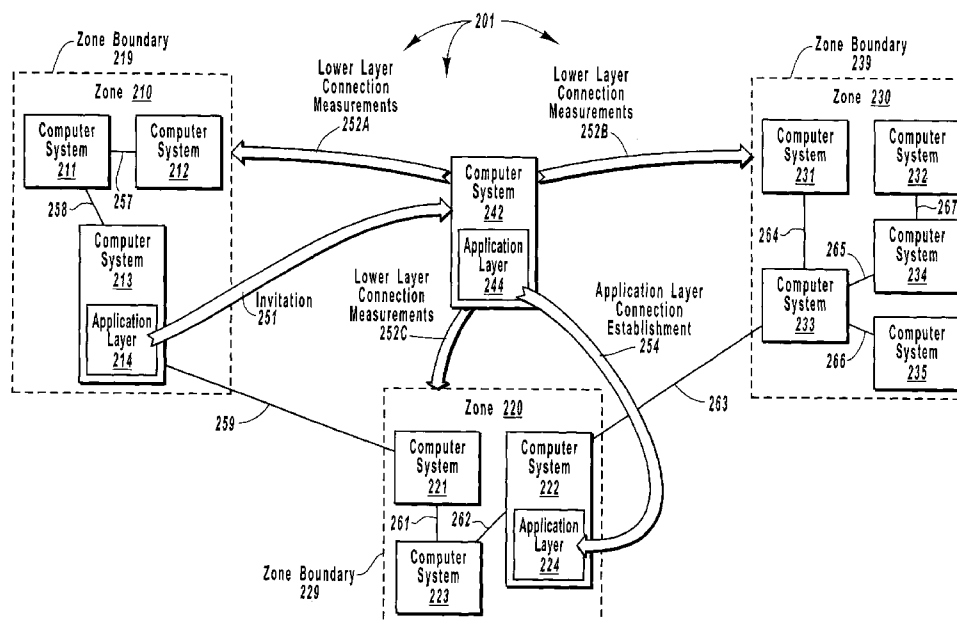 201
Zone Boundary
219
Zone 210
Computer
System
211
Computer
System
212
257
258
Computer
System
213
Application
Layer
214
Lower Layer
Connection
Measurements
252A
Lower Layer
Connection
Measurements
252B
Computer
System
242
Application
Layer
244
Invitation
251
Lower Layer
Connection
Measurements
252C
Application Layer
Connection
Establishment
254
Zone Boundary
239
Zone 230
Computer
System
231
Computer
System
232
267
264
265
Computer
System
234
Computer
System
233
266
Computer
System
235
259
263
Zone 220
Computer
System
221
Computer
System
222
261
262
Application
Layer
224
Computer
System
223
Zone Boundary
229